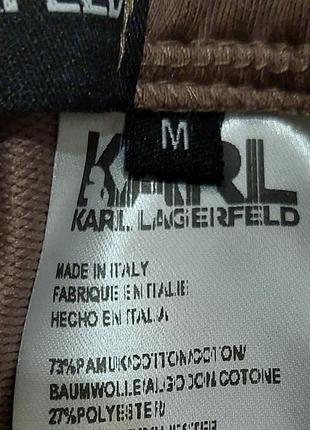 M
KARL
KARL LAGERFELD
MADE IN ITALY
FABRIQUE EN ITALIE
HECHO EN ITALIA
73%PAMUK/COTTON/COTON/
BAUMWOLLE/ALGODON COTONE
27%POLYESTER/